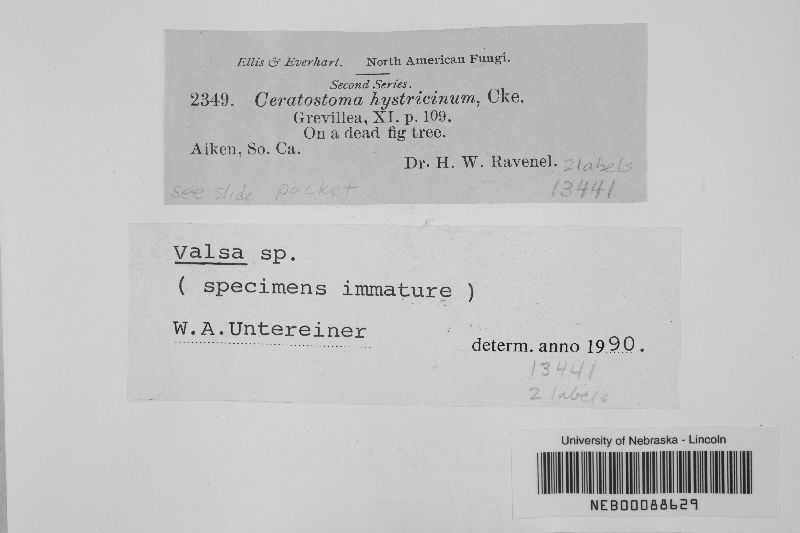 Ellis & Everhart. North American Fungi.
Second Series.
2349. Ceratostoma hystricinum, Cke.
Grevillea, XI. p. 109.
On a dead fig tree.
Aiken, So. Ca.
Dr. H. W. Ravenel. 2 labels
see slide pocket 13441
Valsa sp.
( specimens immature )
W.A.Untereiner
determ. anno 1990.
13441
2 labels
University of Nebraska - Lincoln
NEB00088629